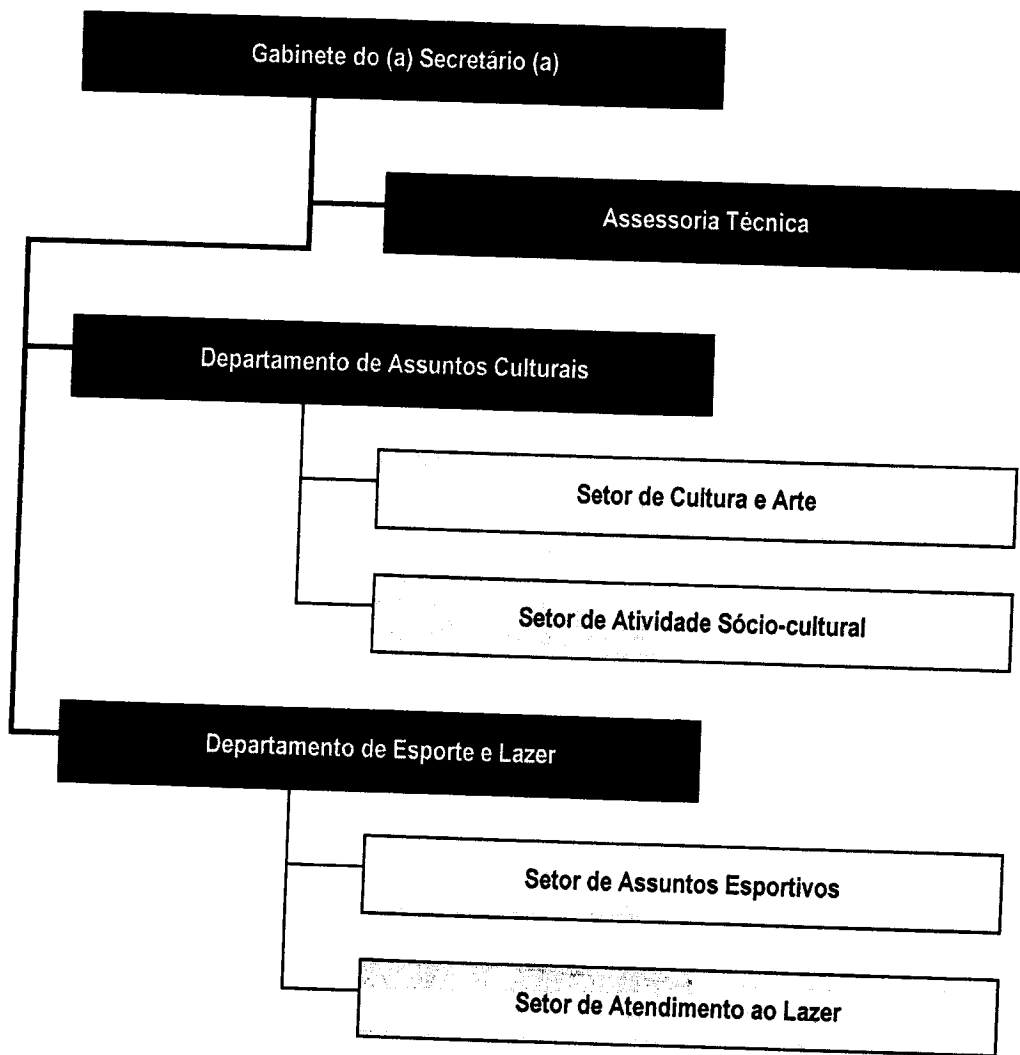 Gabinete do (a) Secretário (a)
Assessoria Técnica
Departamento de Assuntos Culturais
Setor de Cultura e Arte
Setor de Atividade Sócio-cultural
Departamento de Esporte e Lazer
Setor de Assuntos Esportivos
Setor de Atendimento ao Lazer